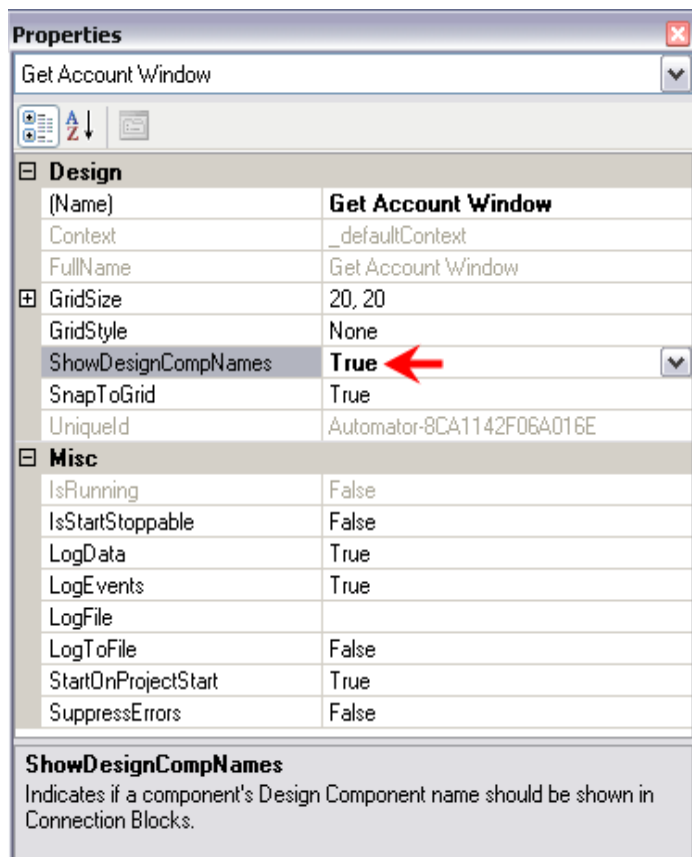 Properties
Get Account Window
A Z
Design
(Name) Get Account Window
Context _defaultContext
FullName Get Account Window
GridSize 20, 20
GridStyle None
ShowDesignCompNames True
SnapToGrid True
UniqueId Automator-8CA1142F06A016E
Misc
IsRunning False
IsStartStoppable False
LogData True
LogEvents True
LogFile
LogToFile False
StartOnProjectStart True
SuppressErrors False
ShowDesignCompNames
Indicates if a component's Design Component name should be shown in
Connection Blocks.